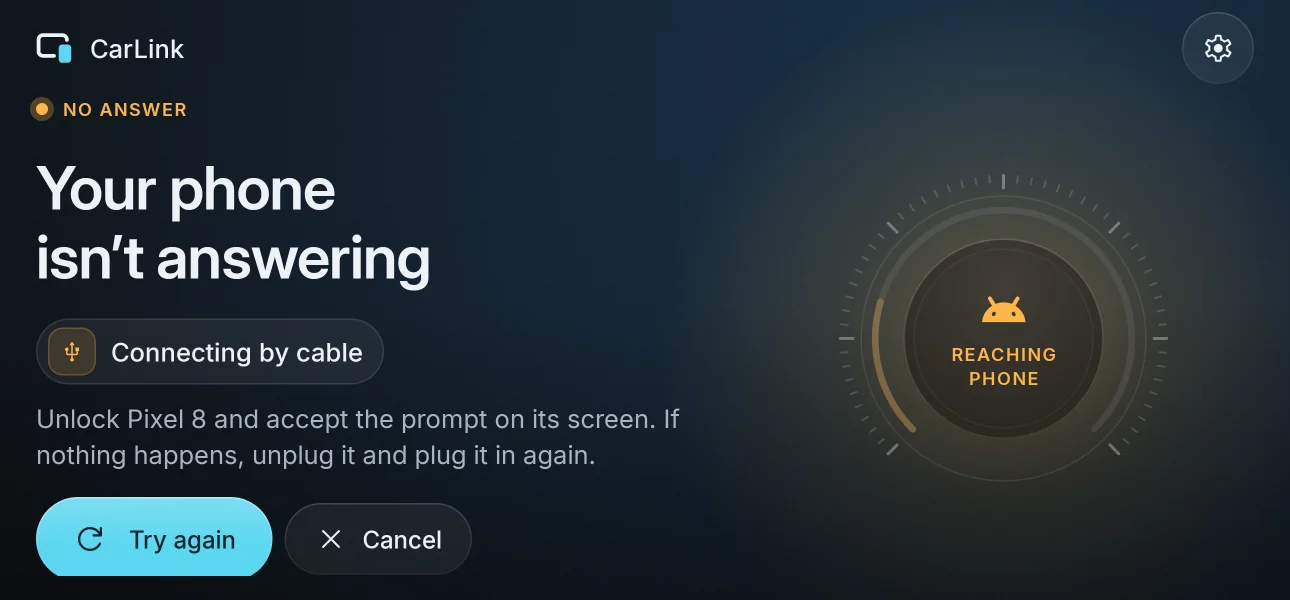 CarLink
NO ANSWER
Your phone
isn’t answering
Connecting by cable
Unlock Pixel 8 and accept the prompt on its screen. If
nothing happens, unplug it and plug it in again.
Try again
Cancel
REACHING
PHONE